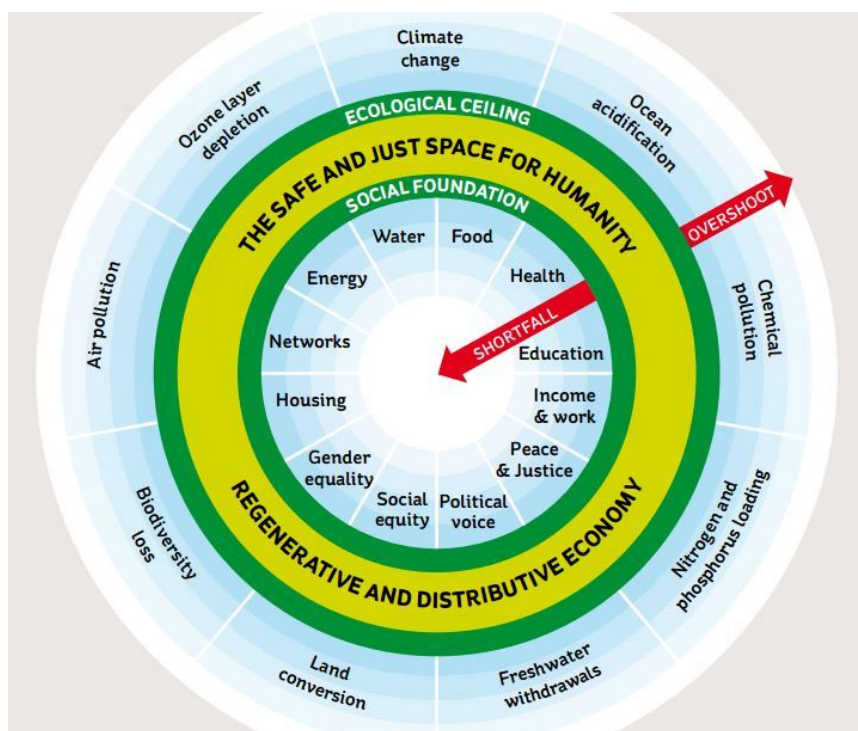 Climate
change
Ocean
acidification
Chemical
pollution
Nitrogen and
phosphorus loading
Freshwater
withdrawals
Land
conversion
Biodiversity
loss
Air pollution
Ozone layer
depletion
ECOLOGICAL CEILING
THE SAFE AND JUST SPACE FOR HUMANITY
SOCIAL FOUNDATION
OVERSHOOT
Water
Food
Health
SHORTFALL
Education
Income
& work
Peace
& Justice
Political
voice
Social
equity
Gender
equality
Housing
Networks
Energy
REGENERATIVE AND DISTRIBUTIVE ECONOMY